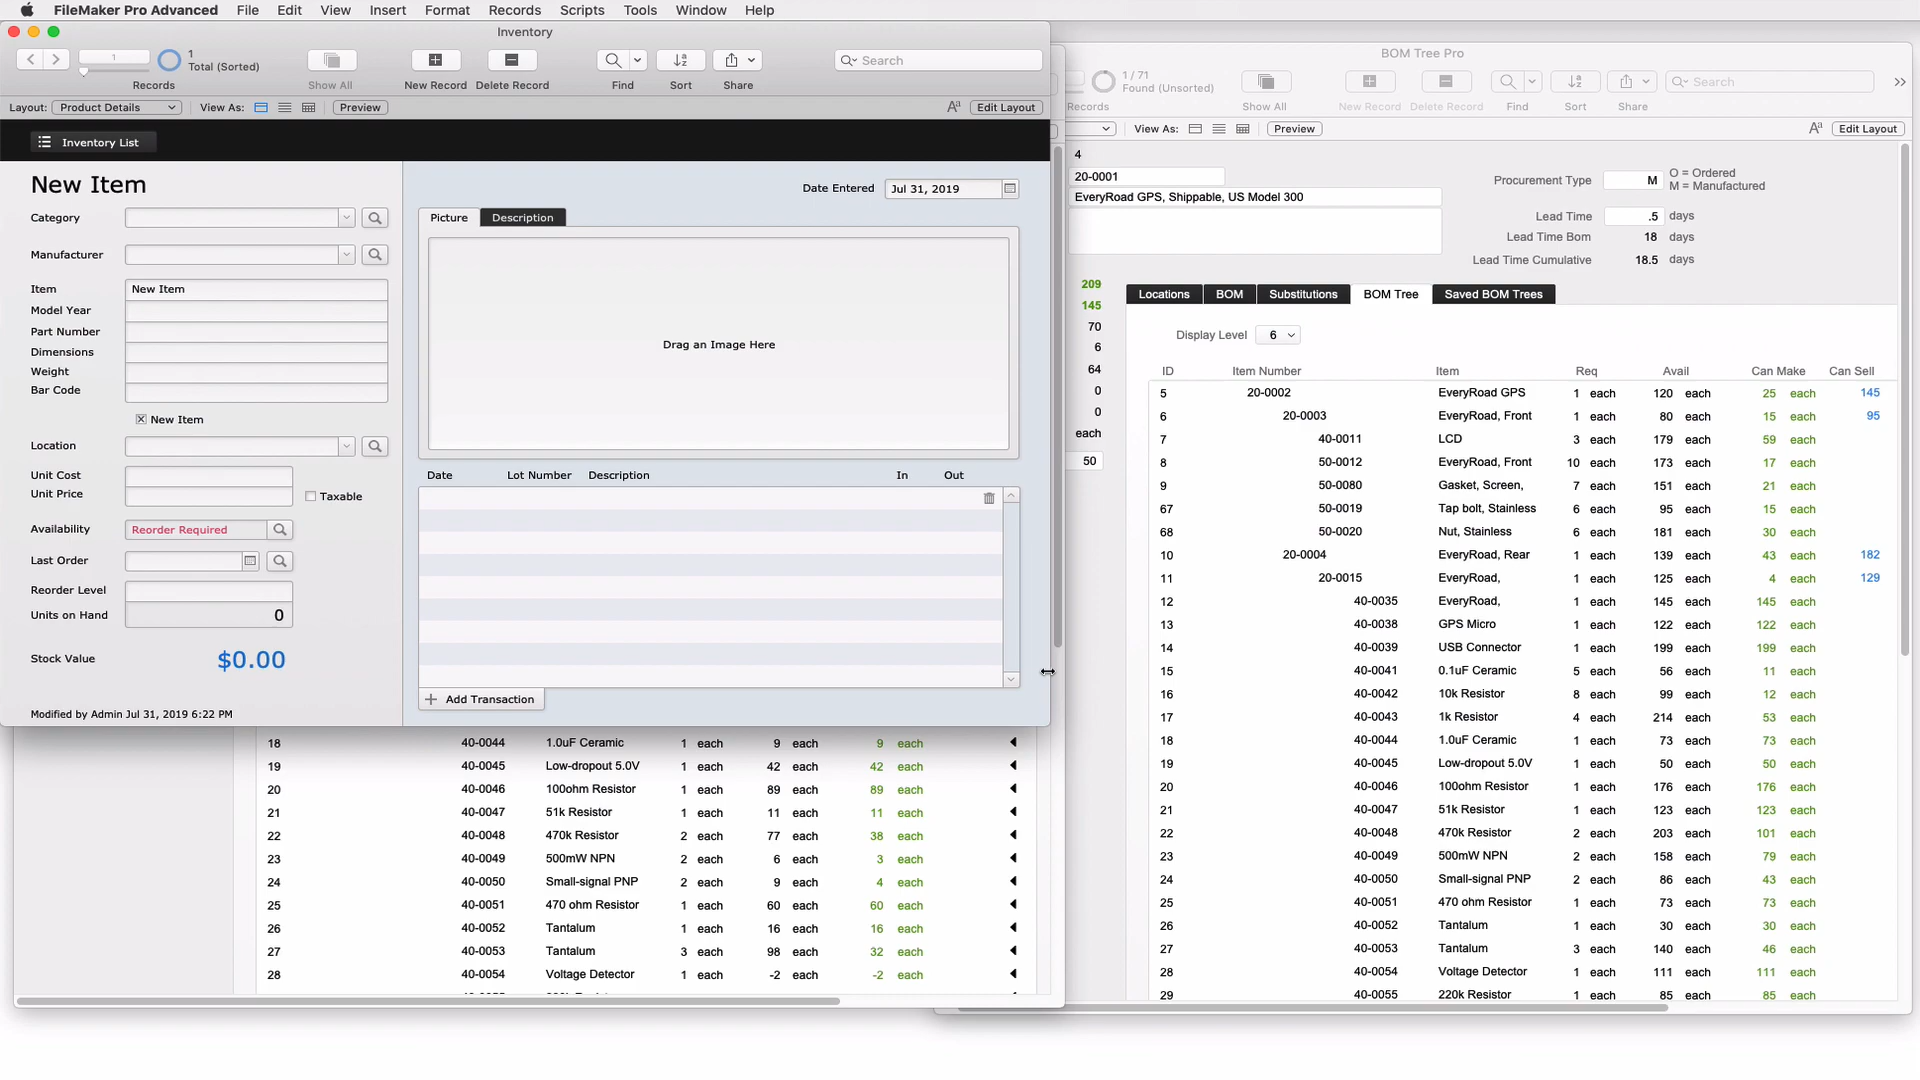 FileMaker Pro Advanced File Edit View Insert Format Records Scripts Tools Window Help
Inventory
1
1
Total (Sorted)
Search
Records Show All New Record Delete Record Find Sort Share
Layout: Product Details View As: Preview Aa Edit Layout
Inventory List
New Item
Category
Manufacturer
Item New Item
Model Year
Part Number
Dimensions
Weight
Bar Code
New Item
Location
Unit Cost
Unit Price
Taxable
Availability Reorder Required
Last Order
Reorder Level
Units on Hand 0
Stock Value $0.00
Modified by Admin Jul 31, 2019 6:22 PM
Date Entered Jul 31, 2019
Picture Description
Drag an Image Here
Date Lot Number Description In Out
Add Transaction
18 40-0044 1.0uF Ceramic 1 each 9 each 9 each
19 40-0045 Low-dropout 5.0V 1 each 42 each 42 each
20 40-0046 100ohm Resistor 1 each 89 each 89 each
21 40-0047 51k Resistor 1 each 11 each 11 each
22 40-0048 470k Resistor 2 each 77 each 38 each
23 40-0049 500mW NPN 2 each 6 each 3 each
24 40-0050 Small-signal PNP 2 each 9 each 4 each
25 40-0051 470 ohm Resistor 1 each 60 each 60 each
26 40-0052 Tantalum 1 each 16 each 16 each
27 40-0053 Tantalum 3 each 98 each 32 each
28 40-0054 Voltage Detector 1 each -2 each -2 each
BOM Tree Pro
1 / 71
Found (Unsorted)
Search
Records Show All New Record Delete Record Find Sort Share
View As: Preview Aa Edit Layout
4
20-0001
EveryRoad GPS, Shippable, US Model 300
Procurement Type M
O = Ordered
M = Manufactured
Lead Time .5 days
Lead Time Bom 18 days
Lead Time Cumulative 18.5 days
209
145
70
6
64
0
0
each
50
Locations BOM Substitutions BOM Tree Saved BOM Trees
Display Level 6
ID Item Number Item Req Avail Can Make Can Sell
5 20-0002 EveryRoad GPS 1 each 120 each 25 each 145
6 20-0003 EveryRoad, Front 1 each 80 each 15 each 95
7 40-0011 LCD 3 each 179 each 59 each
8 50-0012 EveryRoad, Front 10 each 173 each 17 each
9 50-0080 Gasket, Screen, 7 each 151 each 21 each
67 50-0019 Tap bolt, Stainless 6 each 95 each 15 each
68 50-0020 Nut, Stainless 6 each 181 each 30 each
10 20-0004 EveryRoad, Rear 1 each 139 each 43 each 182
11 20-0015 EveryRoad, 1 each 125 each 4 each 129
12 40-0035 EveryRoad, 1 each 145 each 145 each
13 40-0038 GPS Micro 1 each 122 each 122 each
14 40-0039 USB Connector 1 each 199 each 199 each
15 40-0041 0.1uF Ceramic 5 each 56 each 11 each
16 40-0042 10k Resistor 8 each 99 each 12 each
17 40-0043 1k Resistor 4 each 214 each 53 each
18 40-0044 1.0uF Ceramic 1 each 73 each 73 each
19 40-0045 Low-dropout 5.0V 1 each 50 each 50 each
20 40-0046 100ohm Resistor 1 each 176 each 176 each
21 40-0047 51k Resistor 1 each 123 each 123 each
22 40-0048 470k Resistor 2 each 203 each 101 each
23 40-0049 500mW NPN 2 each 158 each 79 each
24 40-0050 Small-signal PNP 2 each 86 each 43 each
25 40-0051 470 ohm Resistor 1 each 73 each 73 each
26 40-0052 Tantalum 1 each 30 each 30 each
27 40-0053 Tantalum 3 each 140 each 46 each
28 40-0054 Voltage Detector 1 each 111 each 111 each
29 40-0055 220k Resistor 1 each 85 each 85 each